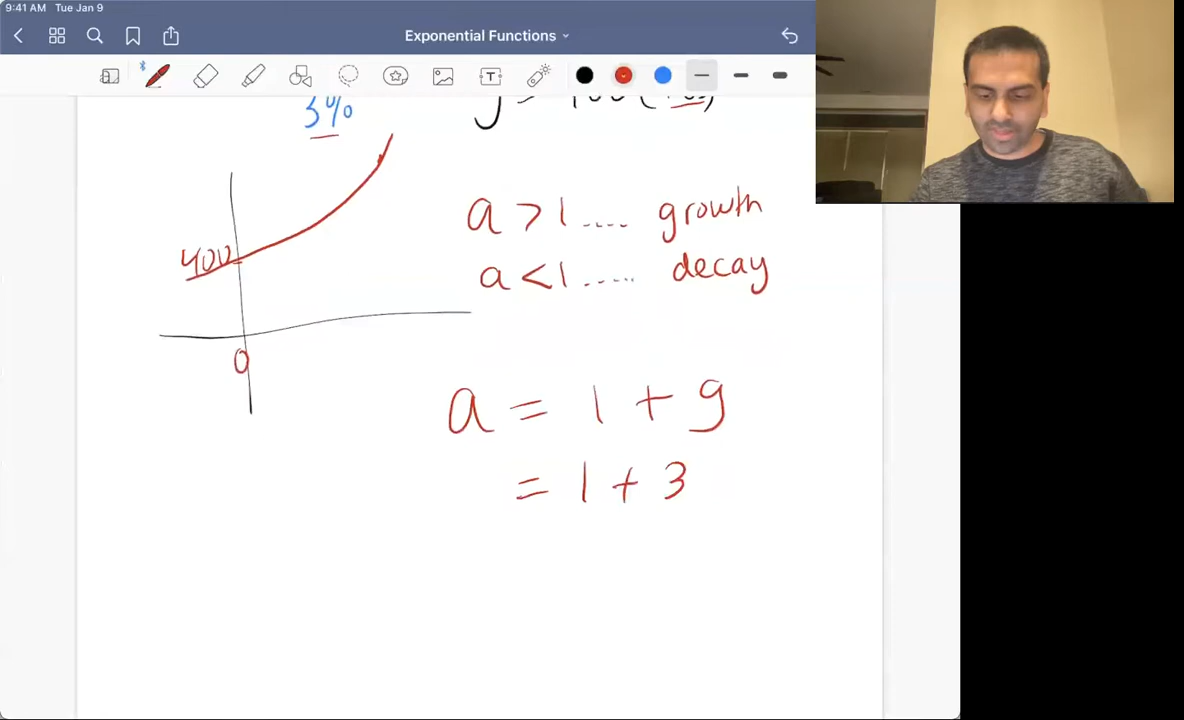 9:41 AM Tue Jan 9
Exponential Functions
3%
a > 1 .... growth
400
a < 1 ..... decay
0
a = 1 + g
= 1 + 3